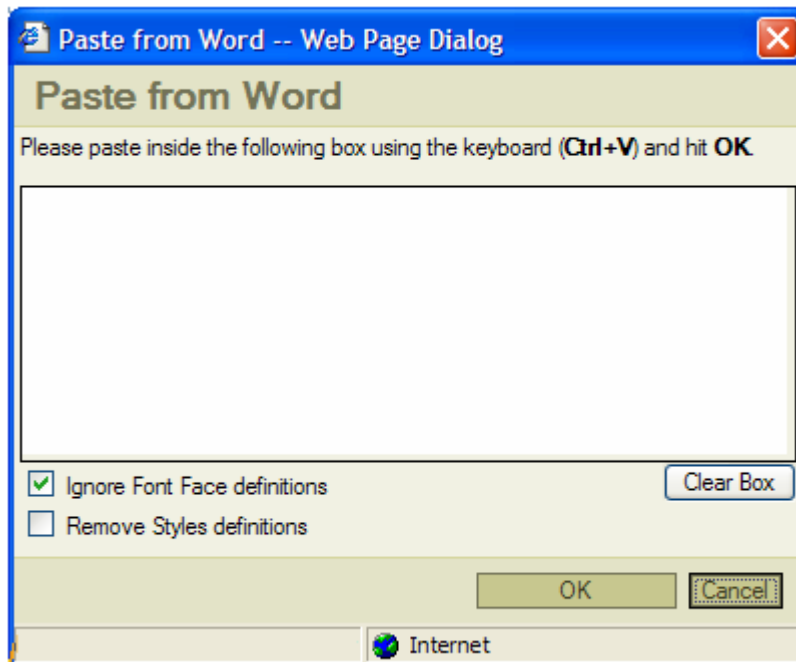 Paste from Word -- Web Page Dialog
Paste from Word
Please paste inside the following box using the keyboard (Ctrl+V) and hit OK.
Ignore Font Face definitions
Clear Box
Remove Styles definitions
OK
Cancel
Internet